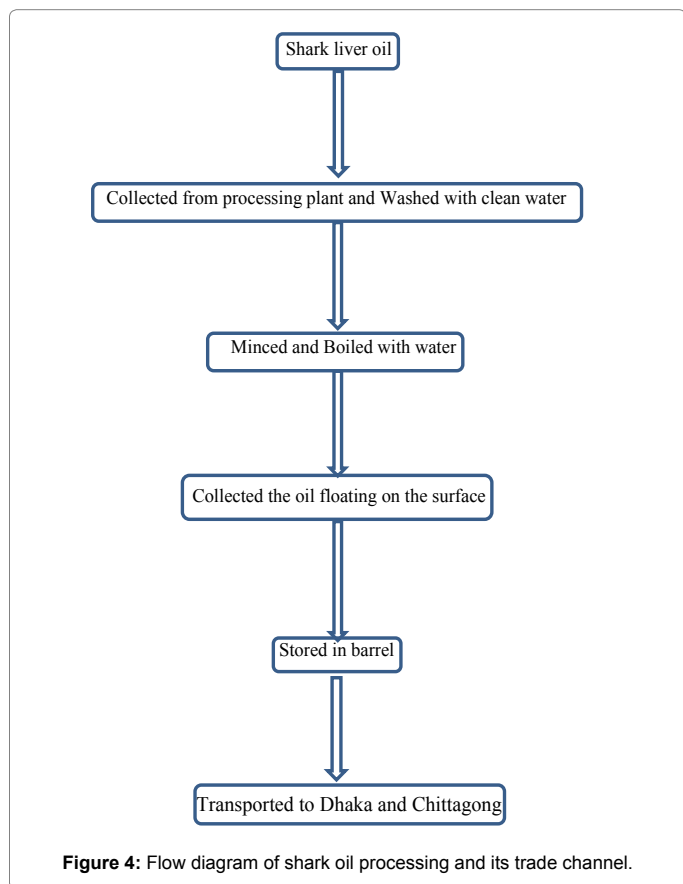 Shark liver oil
Collected from processing plant and Washed with clean water
Minced and Boiled with water
Collected the oil floating on the surface
Stored in barrel
Transported to Dhaka and Chittagong
Figure 4: Flow diagram of shark oil processing and its trade channel.